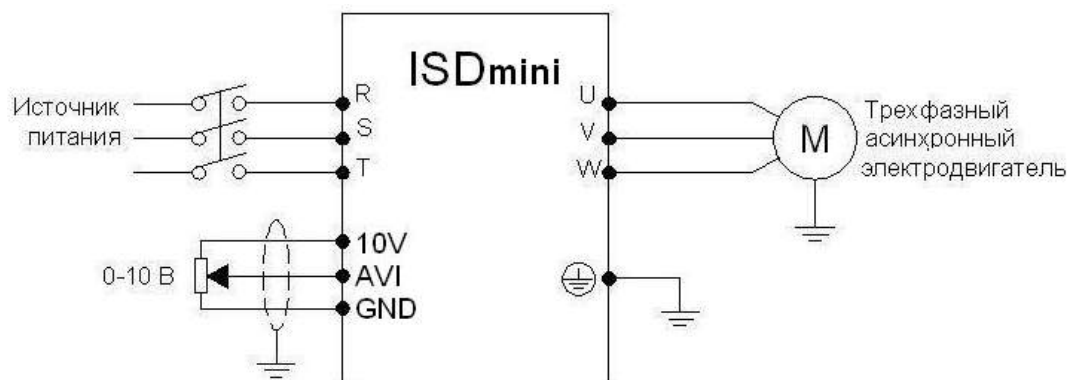 ISDmini
Источник
питания
R
S
T
U
V
W
M
Трехфазный
асинхронный
электродвигатель
0-10 В
10V
AVI
GND